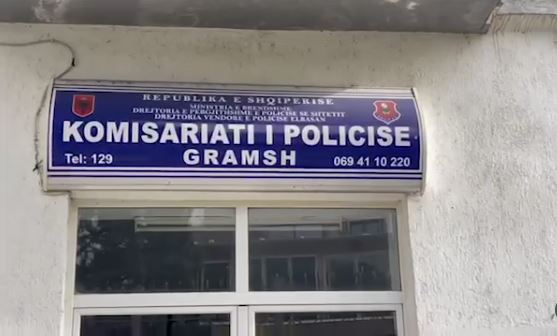 REPUBLIKA E SHQIPERISE
MINISTRIA E BRENDSHME
DREJTORIA E PERGJITHSHME E POLICISE SE SHTETIT
DREJTORIA VENDORE E POLICISE ELBASAN
KOMISARIATI I POLICISE
GRAMSH
Tel: 129
069 41 10 220